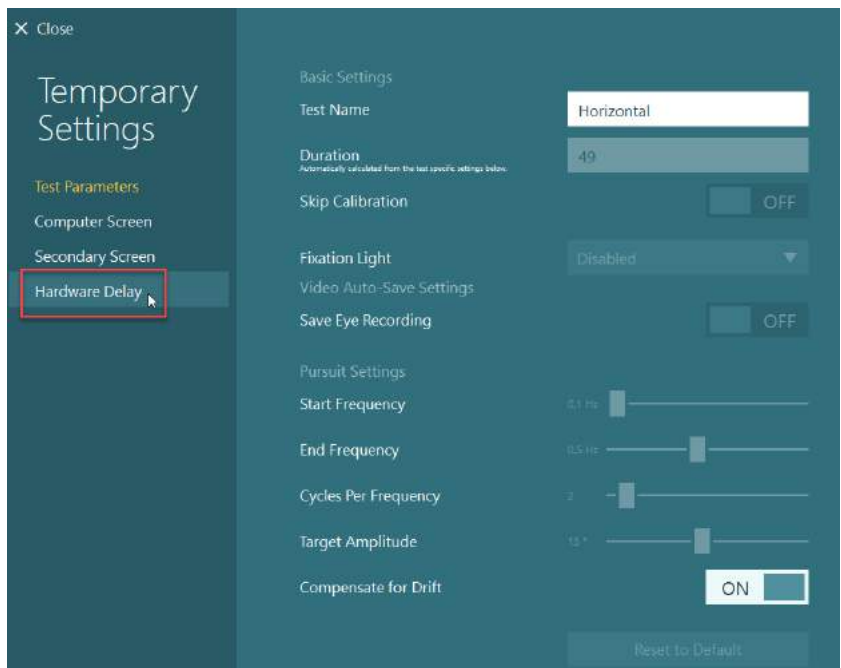 × Close
Temporary
Settings
Test Parameters
Computer Screen
Secondary Screen
Hardware Delay
Basic Settings
Test Name Horizontal
Duration 49
Automatically calculated from the test specific settings below.
Skip Calibration OFF
Fixation Light Disabled
Video Auto-Save Settings
Save Eye Recording OFF
Pursuit Settings
Start Frequency 0,1 Hz
End Frequency 0,5 Hz
Cycles Per Frequency 2
Target Amplitude 15 °
Compensate for Drift ON
Reset to Default